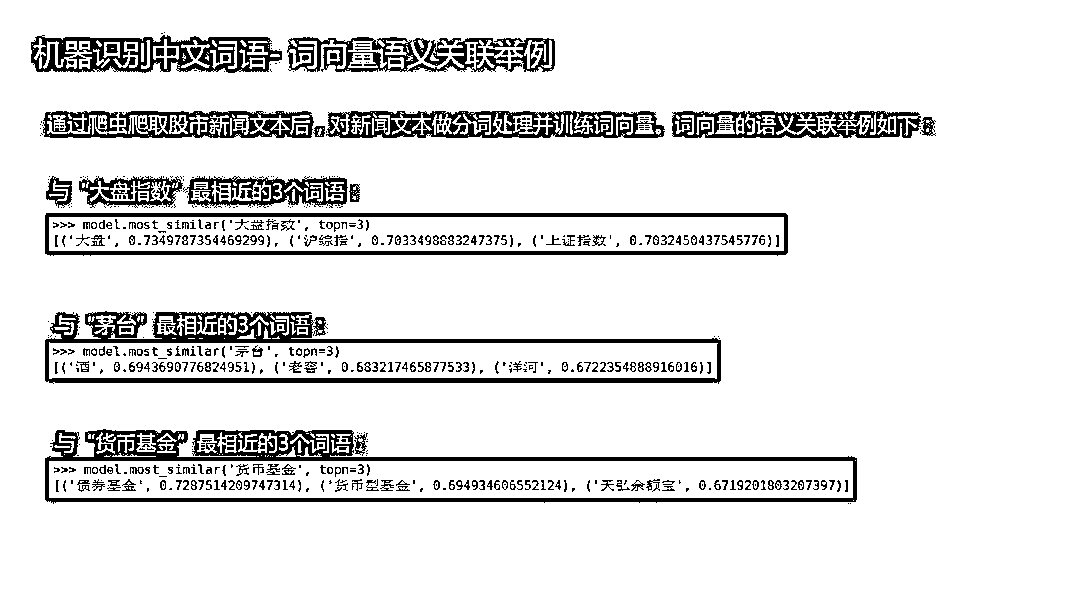 机器识别中文词语- 词向量语义关联举例
通过爬虫爬取股市新闻文本后，对新闻文本做分词处理并训练词向量。词向量的语义关联举例如下：
与“大盘指数”最相近的3个词语：
>>> model.most_similar('大盘指数', topn=3)
[('大盘', 0.7349787354469299), ('沪综指', 0.7033498883247375), ('上证指数', 0.7032450437545776)]
与“茅台”最相近的3个词语：
>>> model.most_similar('茅台', topn=3)
[('酒', 0.6943690776824951), ('老窖', 0.683217465877533), ('洋河', 0.6722354888916016)]
与“货币基金”最相近的3个词语：
>>> model.most_similar('货币基金', topn=3)
[('债券基金', 0.7287514209747314), ('货币型基金', 0.694934606552124), ('天弘余额宝', 0.6719201803207397)]